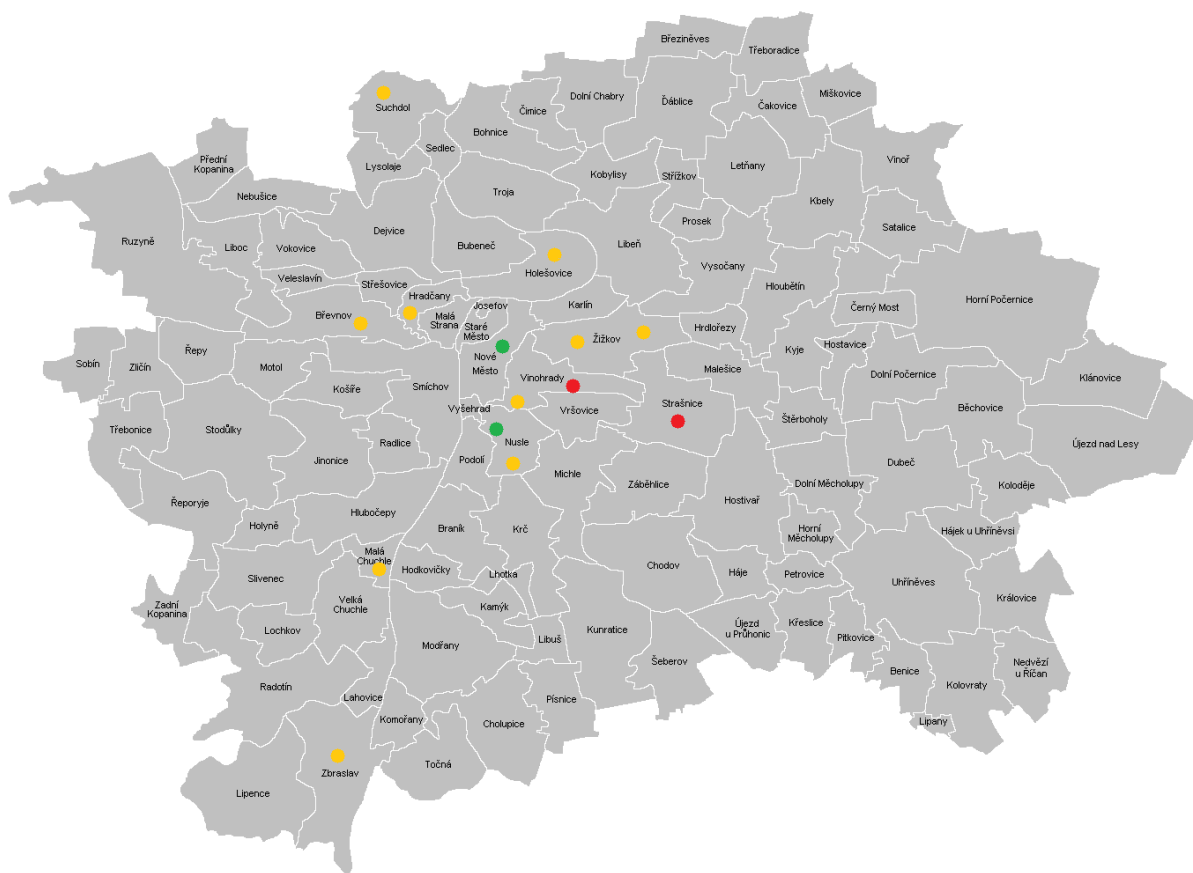 Březiněves
Třeboradice
Miškovice
Dolní Chabry
Ďáblice
Čakovice
Suchdol
Čimice
Bohnice
Sedlec
Přední
Kopanina
Lysolaje
Kobylisy
Střížkov
Letňany
Vinoř
Nebušice
Troja
Kbely
Prosek
Satalice
Ruzyně
Liboc
Vokovice
Dejvice
Bubeneč
Libeň
Holešovice
Vysočany
Veleslavín
Střešovice
Hloubětín
Horní Počernice
Hradčany
Josefov
Karlín
Černý Most
Břevnov
Malá
Strana
Staré
Město
Žižkov
Hrdlořezy
Hostavice
Řepy
Sobín
Zličín
Motol
Nové
Město
Kyje
Dolní Počernice
Malešice
Klánovice
Košíře
Smíchov
Vinohrady
Strašnice
Běchovice
Vyšehrad
Vršovice
Štěrboholy
Třebonice
Stodůlky
Radlice
Nusle
Újezd nad Lesy
Jinonice
Podolí
Michle
Záběhlice
Dubeč
Dolní Měcholupy
Koloděje
Řeporyje
Hostivař
Hlubočepy
Holyně
Braník
Krč
Horní
Měcholupy
Hájek u Uhříněvsi
Malá
Chuchle
Hodkovičky
Lhotka
Chodov
Háje
Petrovice
Uhříněves
Slivenec
Královice
Zadní
Kopanina
Velká
Chuchle
Kamýk
Lochkov
Modřany
Libuš
Kunratice
Újezd
u Průhonic
Křeslice
Pitkovice
Šeberov
Benice
Nedvězí
u Říčan
Kolovraty
Radotín
Lahovice
Písnice
Komořany
Cholupice
Lipany
Zbraslav
Točná
Lipence